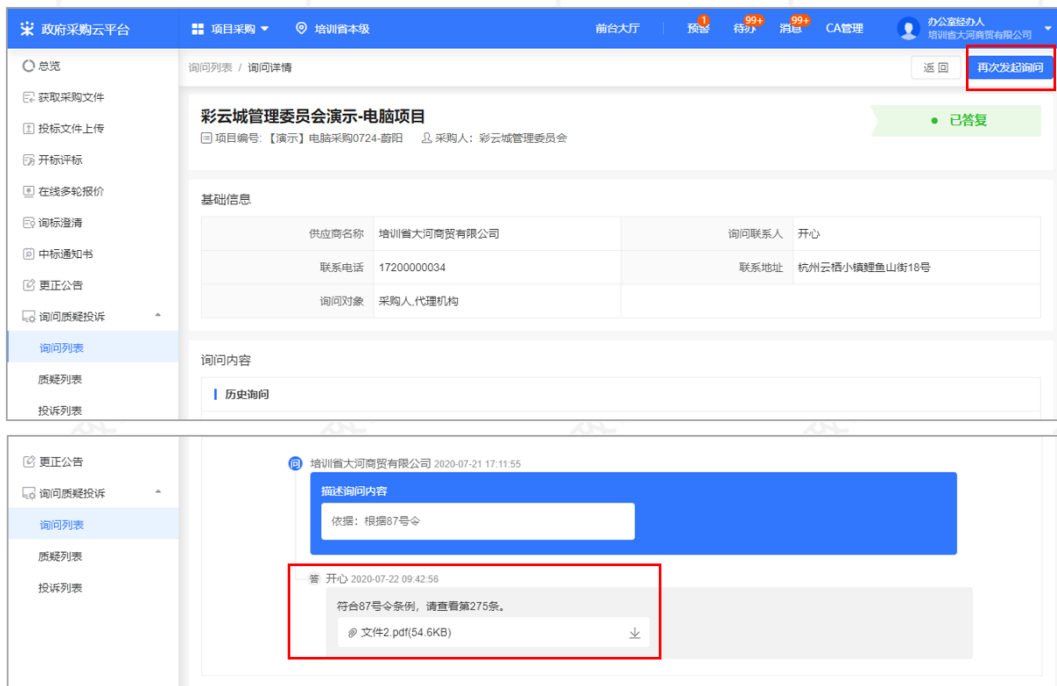 政府采购云平台 项目采购 培训省本级 前台大厅 预警 1 待办 99+ 消息 99+ CA管理 办公室经办人
培训省大河商贸有限公司
总览
询问列表 / 询问详情 返回 再次发起询问
获取采购文件
彩云城管理委员会演示-电脑项目 已答复
投标文件上传
项目编号: 【演示】电脑采购0724-蔚阳 采购人: 彩云城管理委员会
开标评标
在线多轮报价
基础信息
询标澄清
供应商名称 培训省大河商贸有限公司 询问联系人 开心
中标通知书
联系电话 17200000034 联系地址 杭州云栖小镇鲤鱼山街18号
更正公告
询问对象 采购人,代理机构
询问质疑投诉
询问列表
询问内容
质疑列表
历史询问
投诉列表
更正公告
问 培训省大河商贸有限公司 2020-07-21 17:11:55
询问质疑投诉
描述询问内容
询问列表
依据: 根据87号令
质疑列表
答 开心 2020-07-22 09:42:56
投诉列表
符合87号令条例, 请查看第275条。
文件2.pdf(54.6KB)